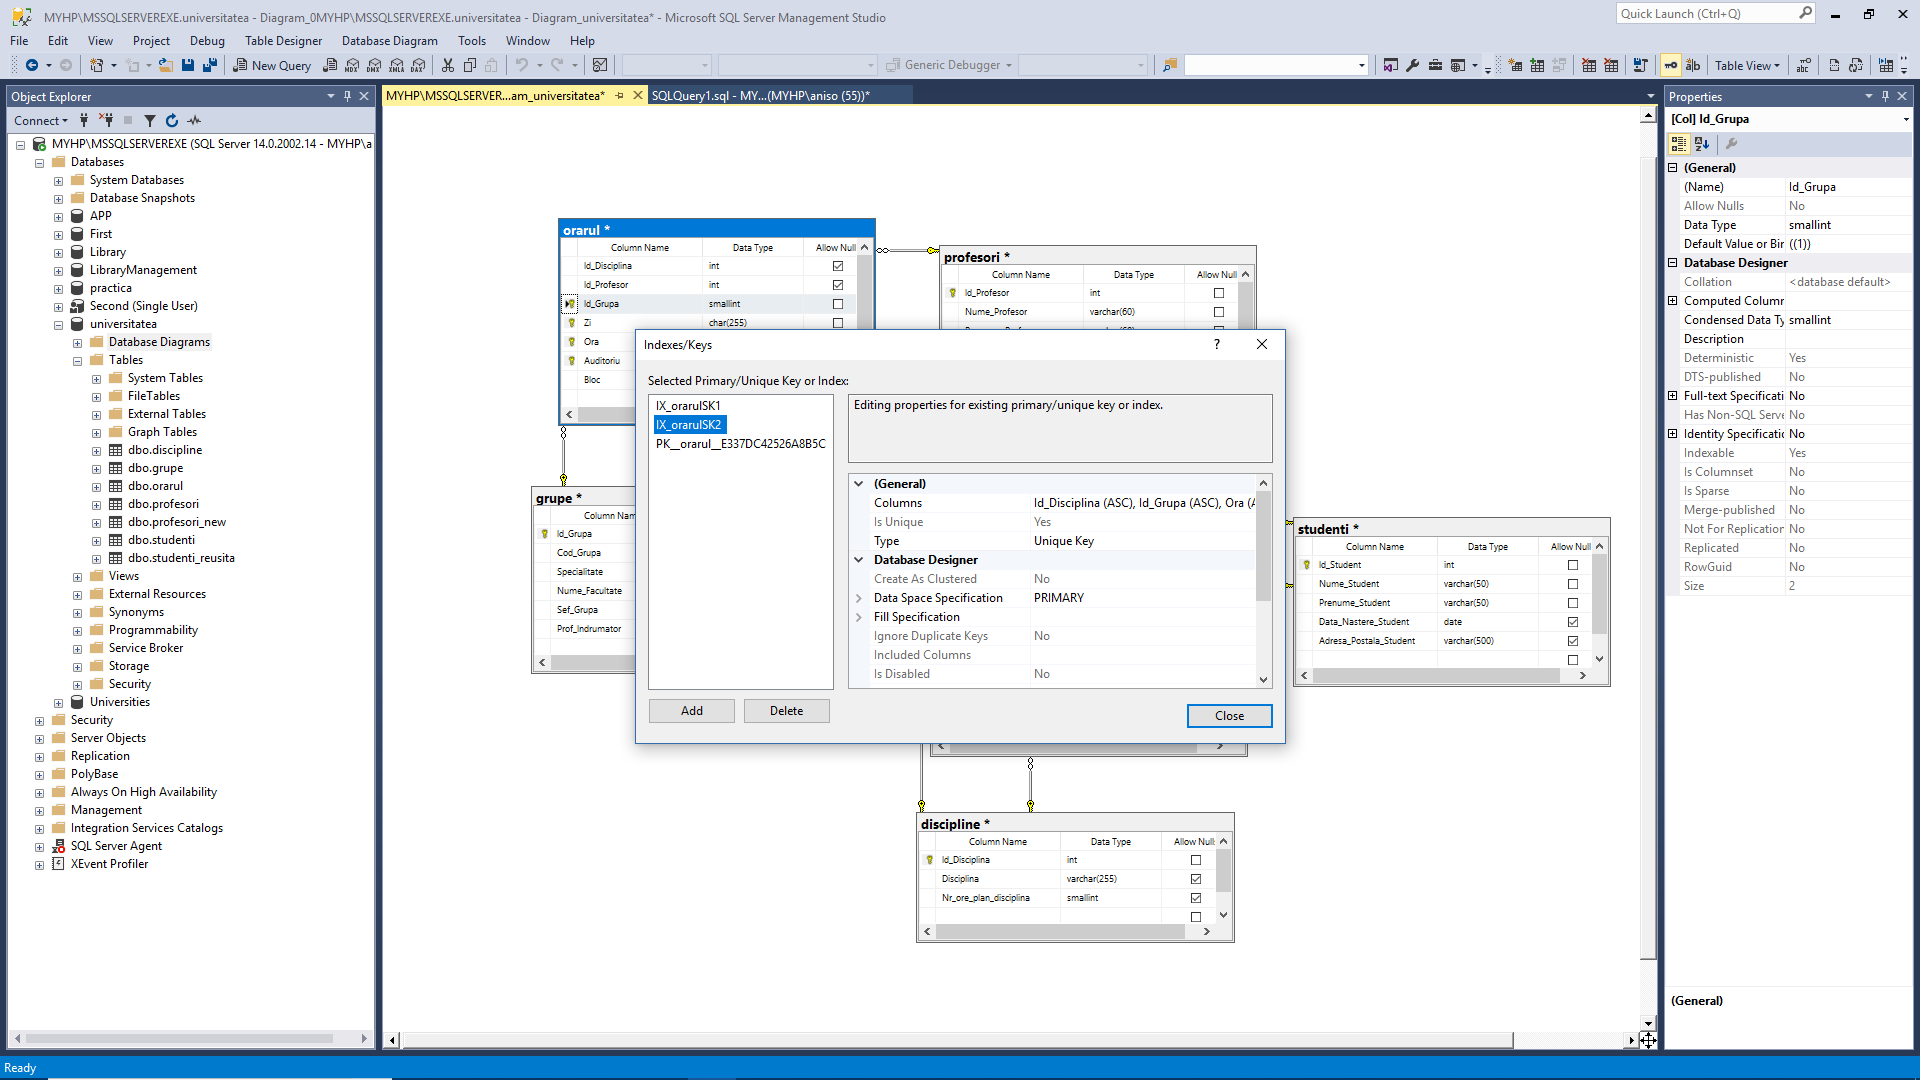 MYHP\MSSQLSERVEREXE.universitatea - Diagram_0MYHP\MSSQLSERVEREXE.universitatea - Diagram_universitatea* - Microsoft SQL Server Management Studio
Quick Launch (Ctrl+Q)
File Edit View Project Debug Table Designer Database Diagram Tools Window Help
New Query MDX DMX XMLA DAX Generic Debugger Table View
Object Explorer
Connect
MYHP\MSSQLSERVEREXE (SQL Server 14.0.2002.14 - MYHP\a
Databases
System Databases
Database Snapshots
APP
First
Library
LibraryManagement
practica
Second (Single User)
universitatea
Database Diagrams
Tables
System Tables
FileTables
External Tables
Graph Tables
dbo.discipline
dbo.grupe
dbo.orarul
dbo.profesori
dbo.profesori_new
dbo.studenti
dbo.studenti_reusita
Views
External Resources
Synonyms
Programmability
Service Broker
Storage
Security
Universities
Security
Server Objects
Replication
PolyBase
Always On High Availability
Management
Integration Services Catalogs
SQL Server Agent
XEvent Profiler
MYHP\MSSQLSERVER...am_universitatea*
SQLQuery1.sql - MY...(MYHP\aniso (55))*
orarul *
Column Name Data Type Allow Null
Id_Disciplina int
Id_Profesor int
Id_Grupa smallint
Zi char(255)
Ora
Auditoriu
Bloc
profesori *
Column Name Data Type Allow Null
Id_Profesor int
Nume_Profesor varchar(60)
grupe *
Column Nam
Id_Grupa
Cod_Grupa
Specialitate
Nume_Facultate
Sef_Grupa
Prof_Indrumator
Indexes/Keys
?
Selected Primary/Unique Key or Index:
IX_orarulSK1
IX_orarulSK2
PK__orarul__E337DC42526A8B5C
Editing properties for existing primary/unique key or index.
(General)
Columns Id_Disciplina (ASC), Id_Grupa (ASC), Ora (A
Is Unique Yes
Type Unique Key
Database Designer
Create As Clustered No
Data Space Specification PRIMARY
Fill Specification
Ignore Duplicate Keys No
Included Columns
Is Disabled No
Add
Delete
Close
studenti *
Column Name Data Type Allow Null
Id_Student int
Nume_Student varchar(50)
Prenume_Student varchar(50)
Data_Nastere_Student date
Adresa_Postala_Student varchar(500)
discipline *
Column Name Data Type Allow Null
Id_Disciplina int
Disciplina varchar(255)
Nr_ore_plan_disciplina smallint
Properties
[Col] Id_Grupa
(General)
(Name) Id_Grupa
Allow Nulls No
Data Type smallint
Default Value or Bir ((1))
Database Designer
Collation <database default>
Computed Column
Condensed Data Ty smallint
Description
Deterministic Yes
DTS-published No
Full-text Specificati No
Has Non-SQL Serve No
Identity Specificatic No
Indexable Yes
Is Columnset No
Is Sparse No
Merge-published No
Not For Replication No
Replicated No
RowGuid No
Size 2
(General)
Ready